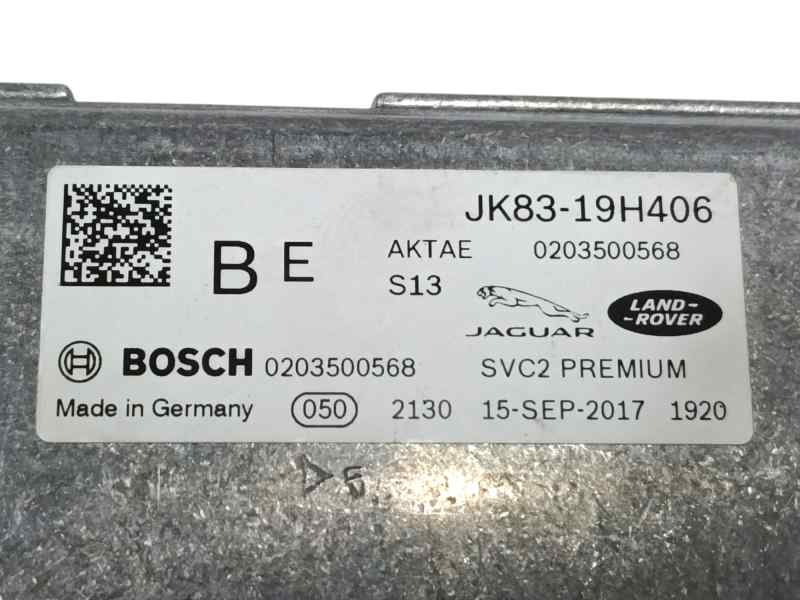 JK83-19H406
B E AKTAE 0203500568
S13
JAGUAR LAND-
-ROVER
BOSCH 0203500568 SVC2 PREMIUM
Made in Germany 050 2130 15-SEP-2017 1920